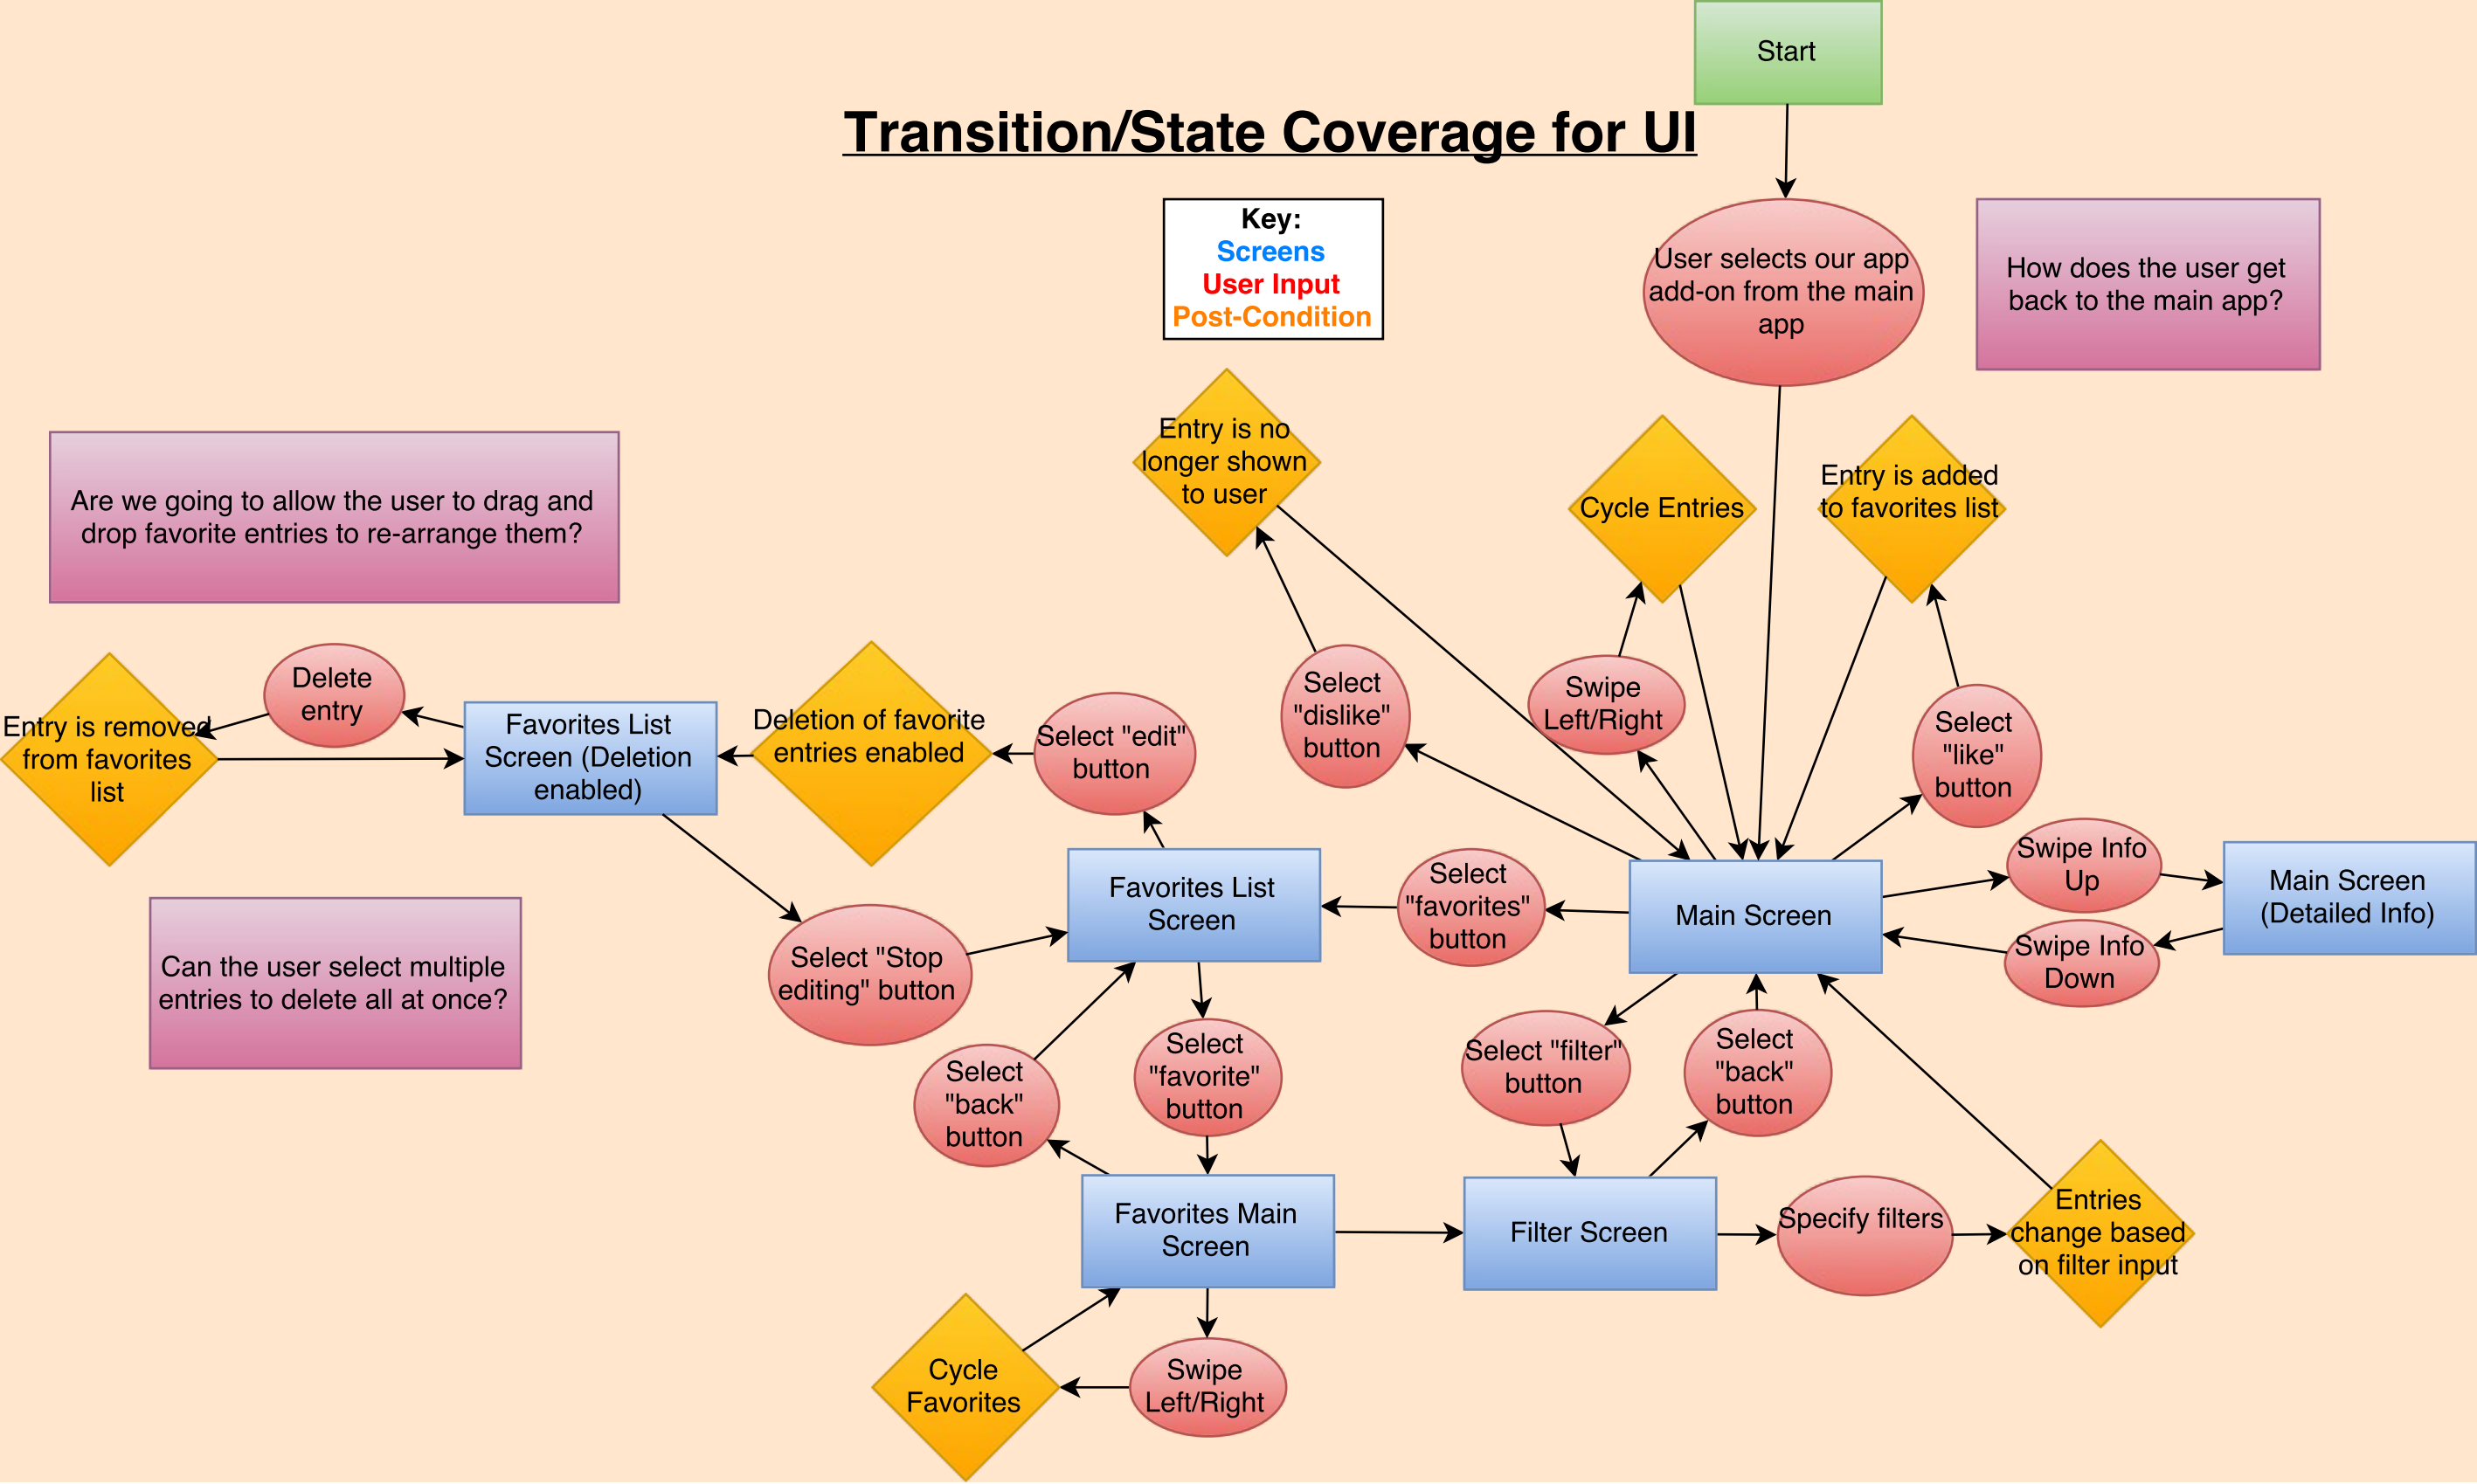 Start
Transition/State Coverage for UI
Key:
Screens
User Input
Post-Condition
User selects our app
add-on from the main
app
How does the user get
back to the main app?
Entry is no
longer shown
to user
Cycle Entries
Entry is added
to favorites list
Are we going to allow the user to drag and
drop favorite entries to re-arrange them?
Delete
entry
Entry is removed
from favorites
list
Favorites List
Screen (Deletion
enabled)
Deletion of favorite
entries enabled
Select "edit"
button
Select
"dislike"
button
Swipe
Left/Right
Select
"like"
button
Swipe Info
Up
Main Screen
(Detailed Info)
Swipe Info
Down
Main Screen
Select
"favorites"
button
Favorites List
Screen
Select "Stop
editing" button
Can the user select multiple
entries to delete all at once?
Select
"back"
button
Select
"favorite"
button
Select "filter"
button
Select
"back"
button
Favorites Main
Screen
Filter Screen
Specify filters
Entries
change based
on filter input
Cycle
Favorites
Swipe
Left/Right